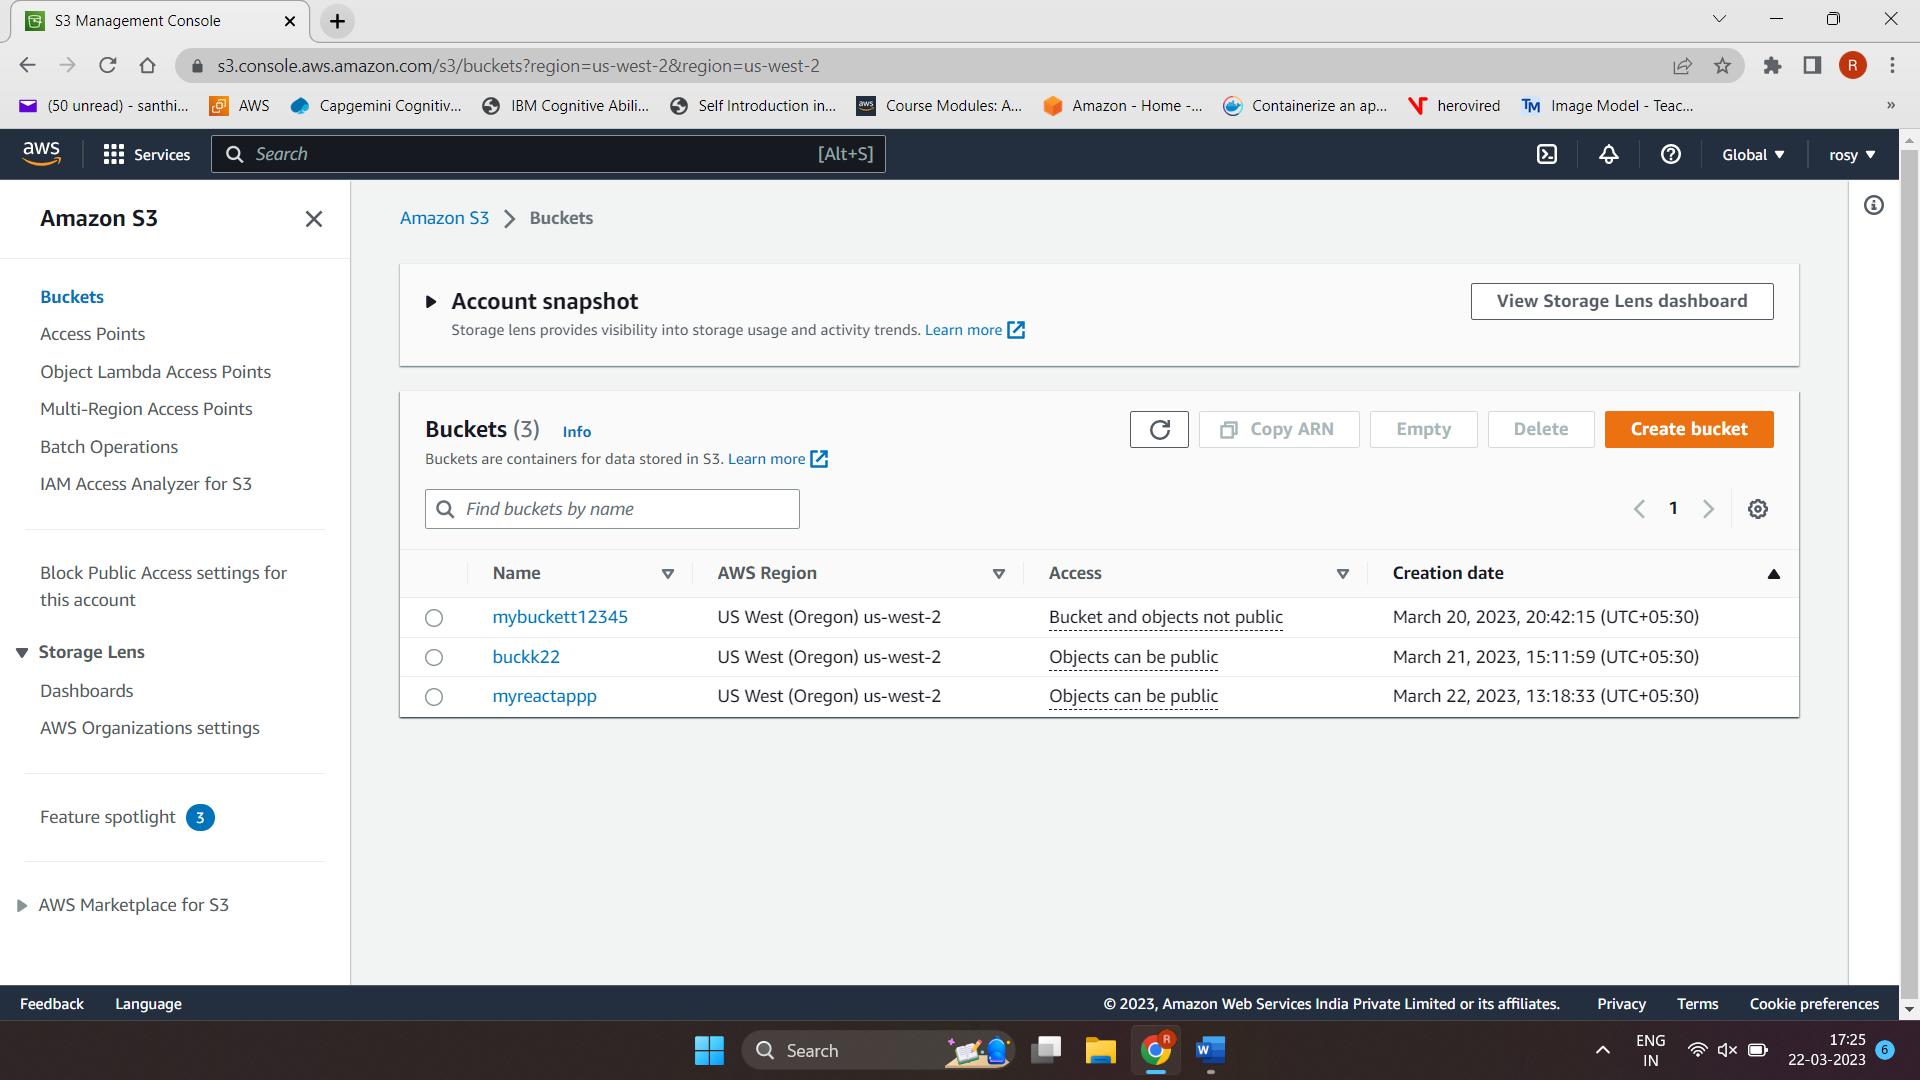 S3 Management Console
s3.console.aws.amazon.com/s3/buckets?region=us-west-2&region=us-west-2
R
(50 unread) - santhi... AWS Capgemini Cognitiv... IBM Cognitive Abili... Self Introduction in... aws Course Modules: A... Amazon - Home -... Containerize an ap... herovired TM Image Model - Teac... »
aws Services Search [Alt+S] Global rosy
Amazon S3
Buckets
Access Points
Object Lambda Access Points
Multi-Region Access Points
Batch Operations
IAM Access Analyzer for S3
Block Public Access settings for
this account
Storage Lens
Dashboards
AWS Organizations settings
Feature spotlight 3
AWS Marketplace for S3
Amazon S3 Buckets
Account snapshot
Storage lens provides visibility into storage usage and activity trends. Learn more
View Storage Lens dashboard
Buckets (3) Info
Buckets are containers for data stored in S3. Learn more
Copy ARN Empty Delete Create bucket
Find buckets by name
1
Name AWS Region Access Creation date
mybuckett12345 US West (Oregon) us-west-2 Bucket and objects not public March 20, 2023, 20:42:15 (UTC+05:30)
buckk22 US West (Oregon) us-west-2 Objects can be public March 21, 2023, 15:11:59 (UTC+05:30)
myreactappp US West (Oregon) us-west-2 Objects can be public March 22, 2023, 13:18:33 (UTC+05:30)
Feedback Language © 2023, Amazon Web Services India Private Limited or its affiliates. Privacy Terms Cookie preferences
Search R W ENG 17:25
IN 22-03-2023 6